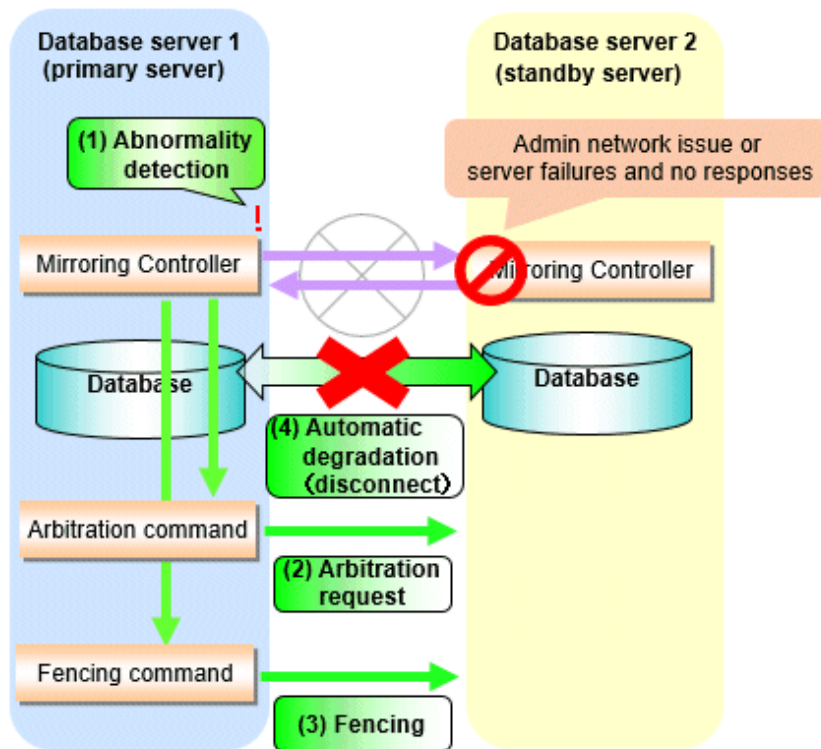 Database server 1
(primary server)
Database server 2
(standby server)
(1) Abnormality
detection
Admin network issue or
server failures and no responses
!
Mirroring Controller
Mirroring Controller
Database
Database
(4) Automatic
degradation
(disconnect)
Arbitration command
(2) Arbitration
request
Fencing command
(3) Fencing